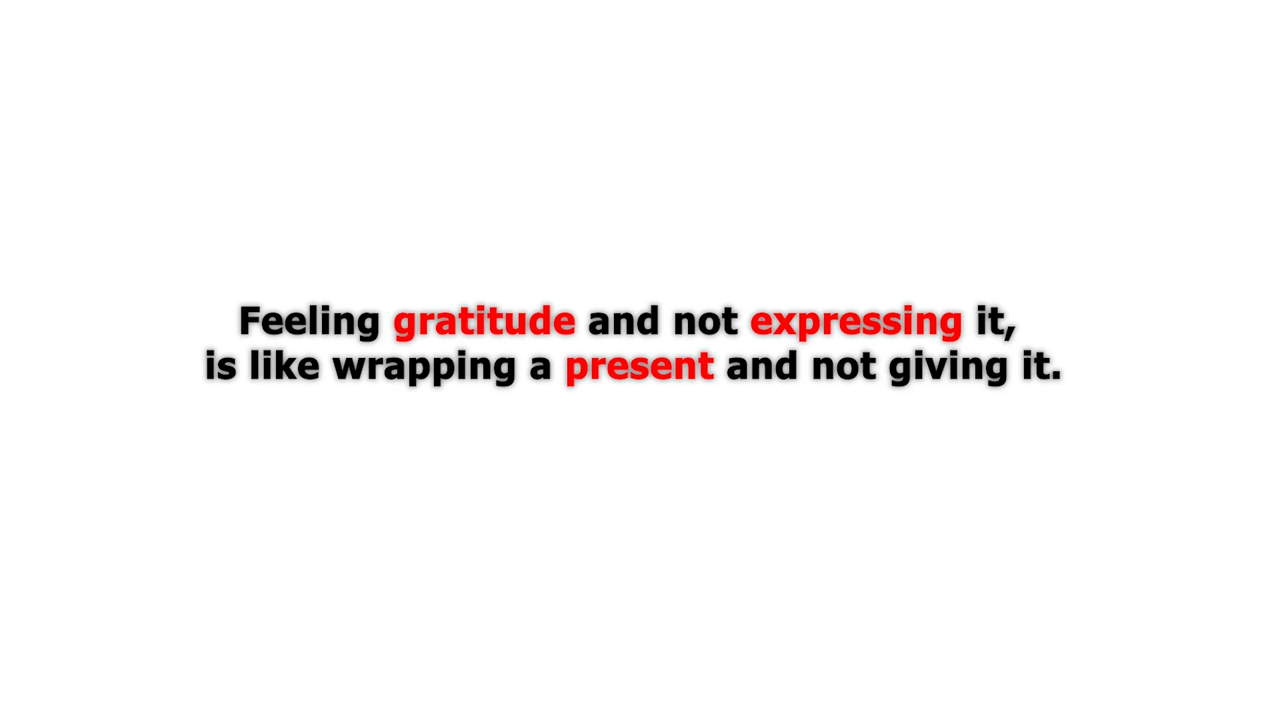 Feeling gratitude and not expressing it,
is like wrapping a present and not giving it.